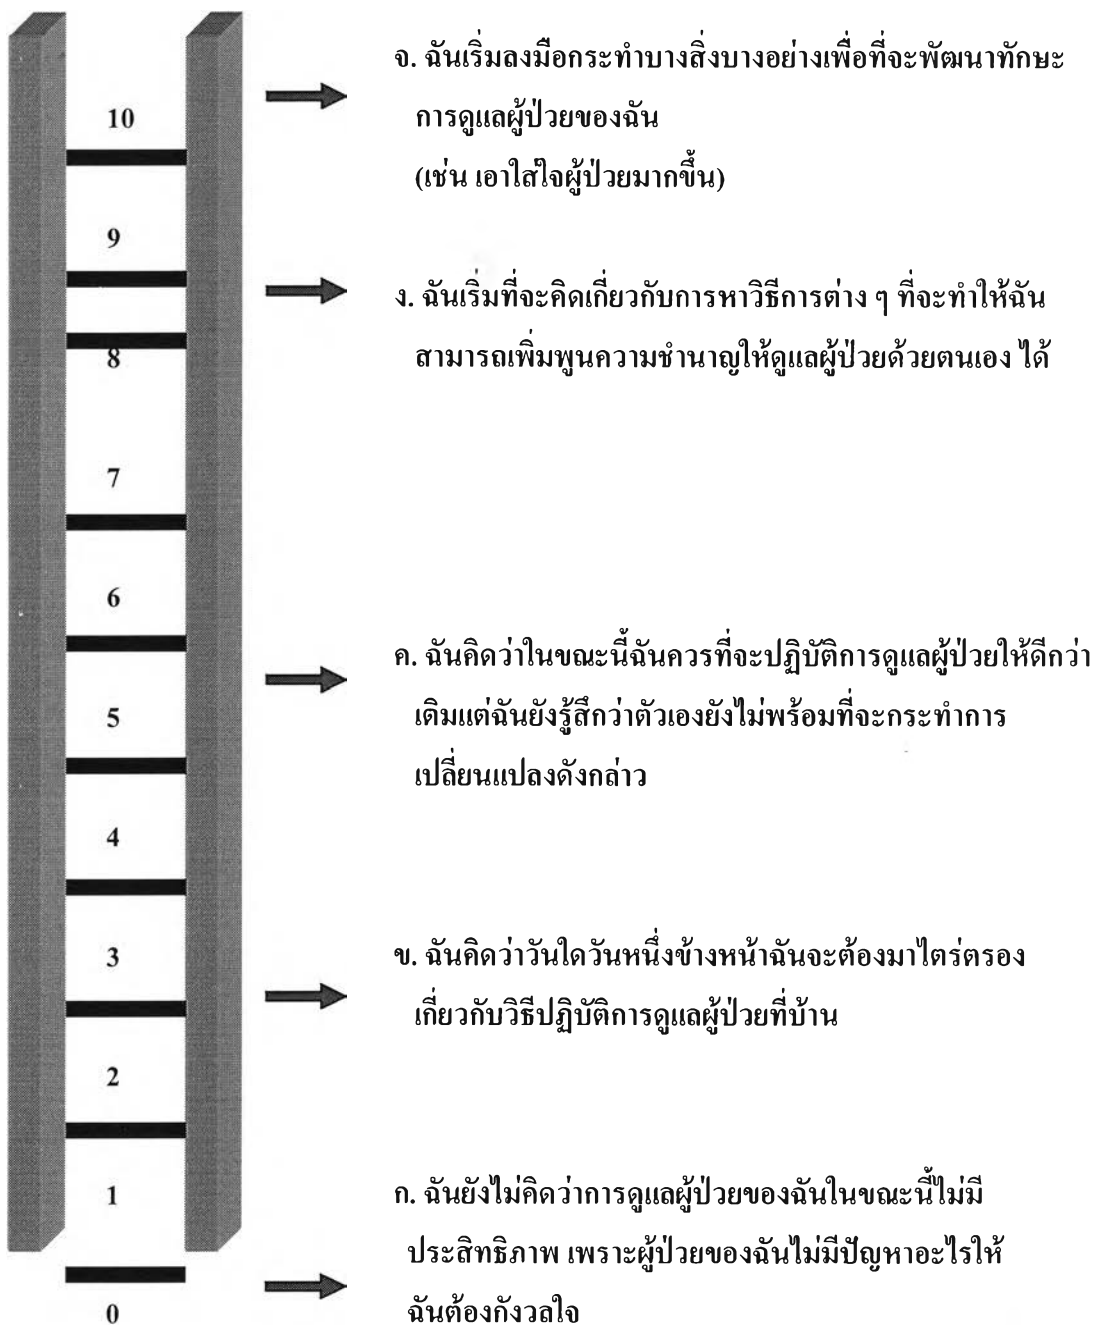 10
จ. ฉันเริ่มลงมือกระทำบางสิ่งบางอย่างเพื่อที่จะพัฒนาทักษะ
การดูแลผู้ป่วยของฉัน
(เช่น เอาใส่ใจผู้ป่วยมากขึ้น)
9
ง. ฉันเริ่มที่จะคิดเกี่ยวกับการหาวิธีการต่าง ๆ ที่จะทำให้ฉัน
สามารถเพิ่มพูนความชำนาญให้ดูแลผู้ป่วยด้วยตนเอง ได้
8
7
6
ค. ฉันคิดว่าในขณะนี้ฉันควรที่จะปฏิบัติการดูแลผู้ป่วยให้ดีกว่า
เดิมแต่ฉันยังรู้สึกว่าตัวเองยังไม่พร้อมที่จะกระทำการ
เปลี่ยนแปลงดังกล่าว
5
4
3
ข. ฉันคิดว่าวันใดวันหนึ่งข้างหน้าฉันจะต้องมาไตร่ตรอง
เกี่ยวกับวิธีปฏิบัติการดูแลผู้ป่วยที่บ้าน
2
1
ก. ฉันยังไม่คิดว่าการดูแลผู้ป่วยของฉันในขณะนี้ไม่มี
ประสิทธิภาพ เพราะผู้ป่วยของฉันไม่มีปัญหาอะไรให้
ฉันต้องกังวลใจ
0